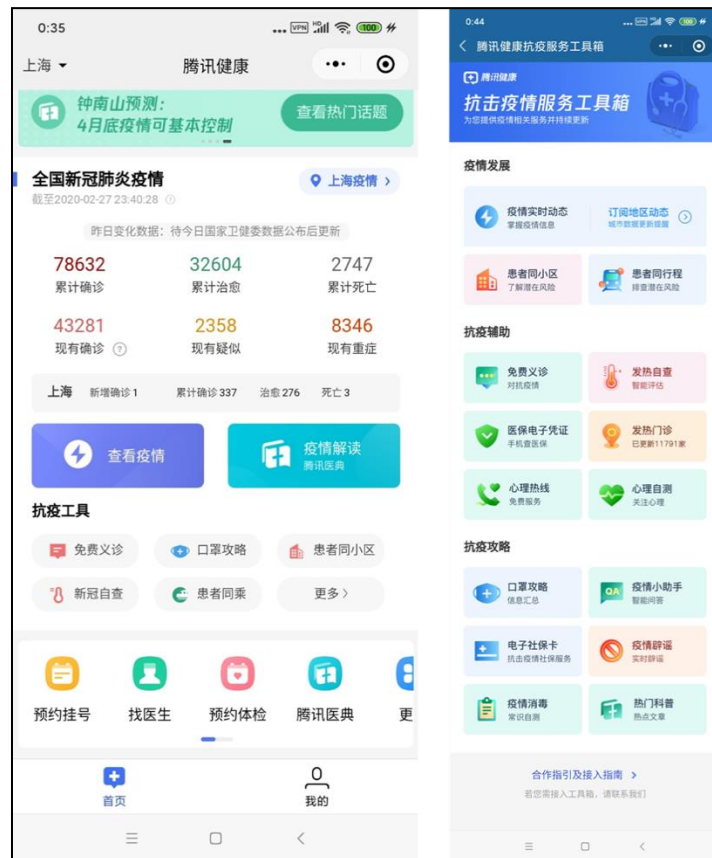 0:35
... VPN HD 100
上海
腾讯健康
钟南山预测:
4月底疫情可基本控制
查看热门话题
全国新冠肺炎疫情
上海疫情 >
截至2020-02-27 23:40:28 ?
昨日变化数据: 待今日国家卫健委数据公布后更新
78632 32604 2747
累计确诊 累计治愈 累计死亡
43281 2358 8346
现有确诊 ? 现有疑似 现有重症
上海 新增确诊 1 累计确诊 337 治愈 276 死亡 3
查看疫情
疫情解读
腾讯医典
抗疫工具
免费义诊 口罩攻略 患者同小区
新冠自查 患者同乘 更多 >
预约挂号 找医生 预约体检 腾讯医典 更
首页 我的
0:44
... VPN 100
< 腾讯健康抗疫服务工具箱
腾讯健康
抗击疫情服务工具箱
为您提供疫情相关服务并持续更新
疫情发展
疫情实时动态 订阅地区动态
掌握疫情信息 城市数据更新提醒
患者同小区 患者同行程
了解潜在风险 排查潜在风险
抗疫辅助
免费义诊 发热自查
对抗疫情 智能评估
医保电子凭证 发热门诊
手机查医保 已更新11791家
心理热线 心理自测
免费服务 关注心理
抗疫攻略
口罩攻略 QA 疫情小助手
信息汇总 智能问答
电子社保卡 疫情辟谣
抗击疫情社保服务 实时辟谣
疫情消毒 热门科普
常识自测 热点文章
合作指引及接入指南 >
若您需接入工具箱，请联系我们